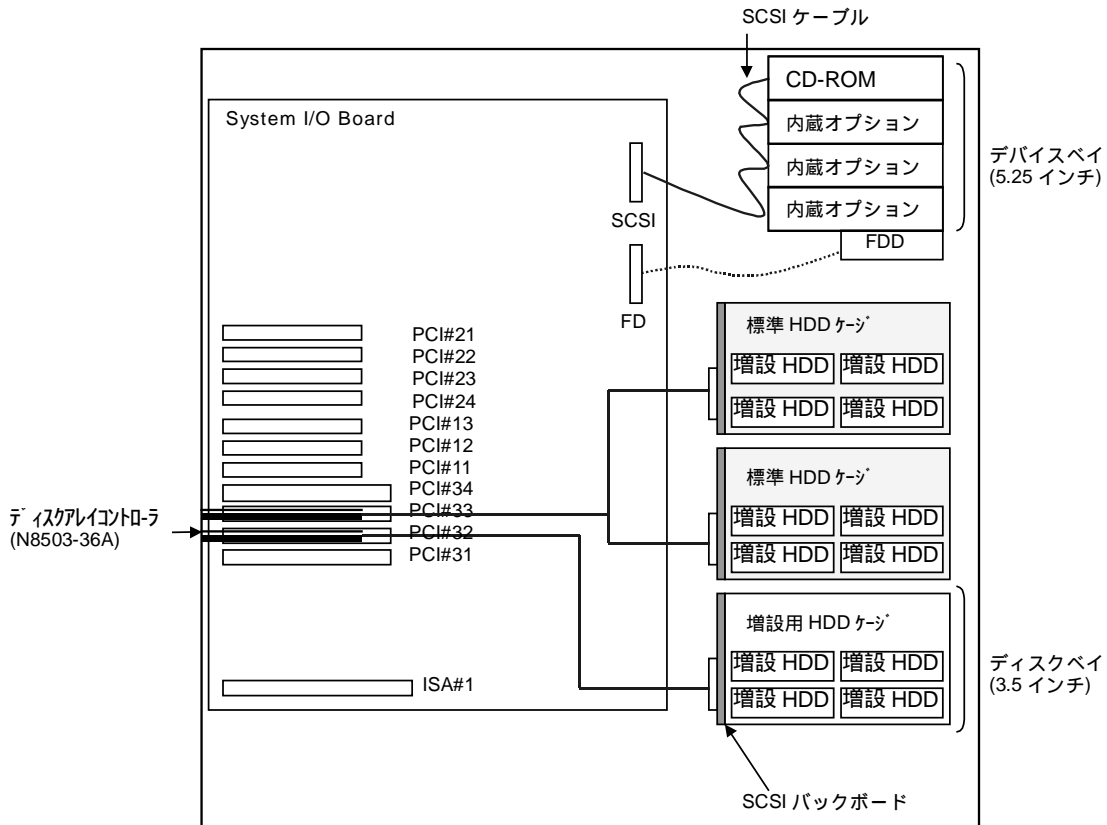 SCSI ケーブル
CD-ROM
内蔵オプション
内蔵オプション
内蔵オプション
FDD
デバイスベイ
(5.25 インチ)
System I/O Board
SCSI
FD
PCI#21
PCI#22
PCI#23
PCI#24
PCI#13
PCI#12
PCI#11
PCI#34
PCI#33
PCI#32
PCI#31
ISA#1
ディスクアレイコントローラ
(N8503-36A)
標準 HDD ケージ
増設 HDD 増設 HDD
増設 HDD 増設 HDD
標準 HDD ケージ
増設 HDD 増設 HDD
増設 HDD 増設 HDD
増設用 HDD ケージ
増設 HDD 増設 HDD
増設 HDD 増設 HDD
ディスクベイ
(3.5 インチ)
SCSI バックボード